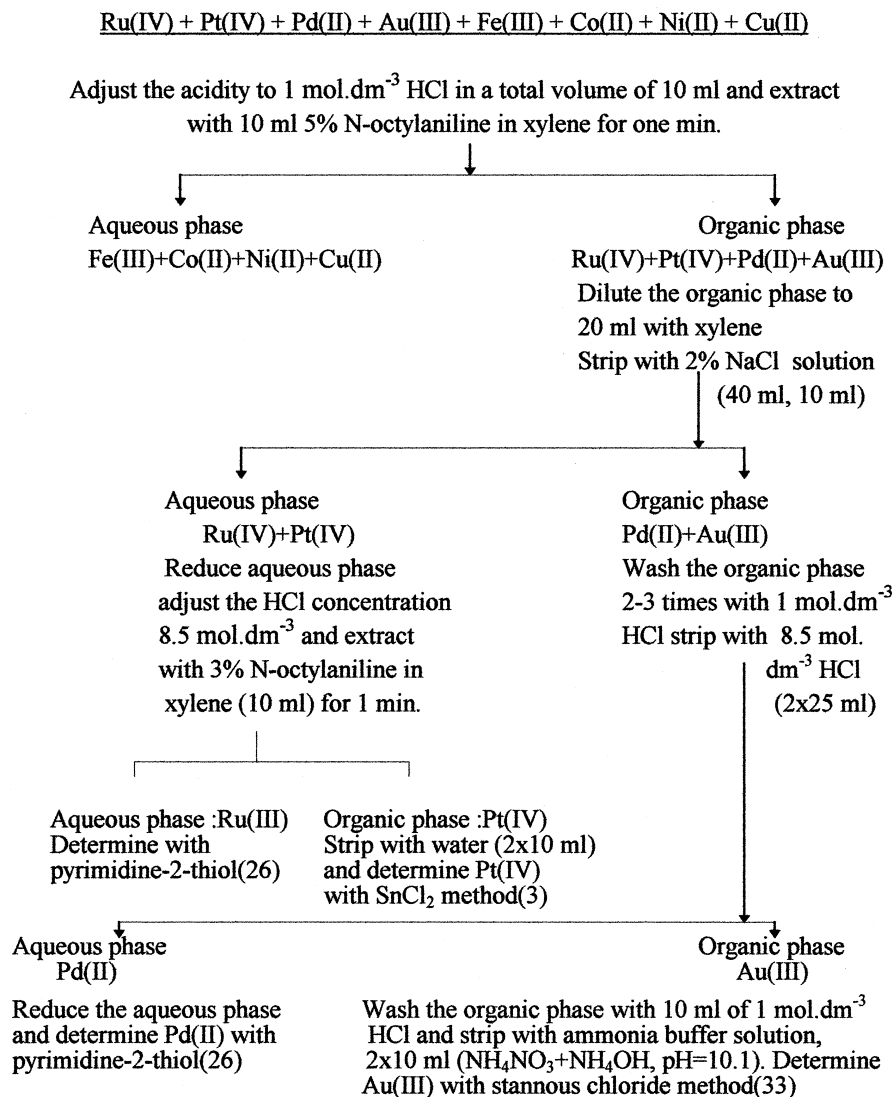 Ru(IV) + Pt(IV) + Pd(II) + Au(III) + Fe(III) + Co(II) + Ni(II) + Cu(II)
Adjust the acidity to 1 mol.dm⁻³ HCl in a total volume of 10 ml and extract
with 10 ml 5% N-octylaniline in xylene for one min.
Aqueous phase
Fe(III)+Co(II)+Ni(II)+Cu(II)
Organic phase
Ru(IV)+Pt(IV)+Pd(II)+Au(III)
Dilute the organic phase to
20 ml with xylene
Strip with 2% NaCl solution
(40 ml, 10 ml)
Aqueous phase
Ru(IV)+Pt(IV)
Reduce aqueous phase
adjust the HCl concentration
8.5 mol.dm⁻³ and extract
with 3% N-octylaniline in
xylene (10 ml) for 1 min.
Organic phase
Pd(II)+Au(III)
Wash the organic phase
2-3 times with 1 mol.dm⁻³
HCl strip with 8.5 mol.
dm⁻³ HCl
(2x25 ml)
Aqueous phase :Ru(III)
Determine with
pyrimidine-2-thiol(26)
Organic phase :Pt(IV)
Strip with water (2x10 ml)
and determine Pt(IV)
with SnCl₂ method(3)
Aqueous phase
Pd(II)
Reduce the aqueous phase
and determine Pd(II) with
pyrimidine-2-thiol(26)
Organic phase
Au(III)
Wash the organic phase with 10 ml of 1 mol.dm⁻³
HCl and strip with ammonia buffer solution,
2x10 ml (NH₄NO₃+NH₄OH, pH=10.1). Determine
Au(III) with stannous chloride method(33)